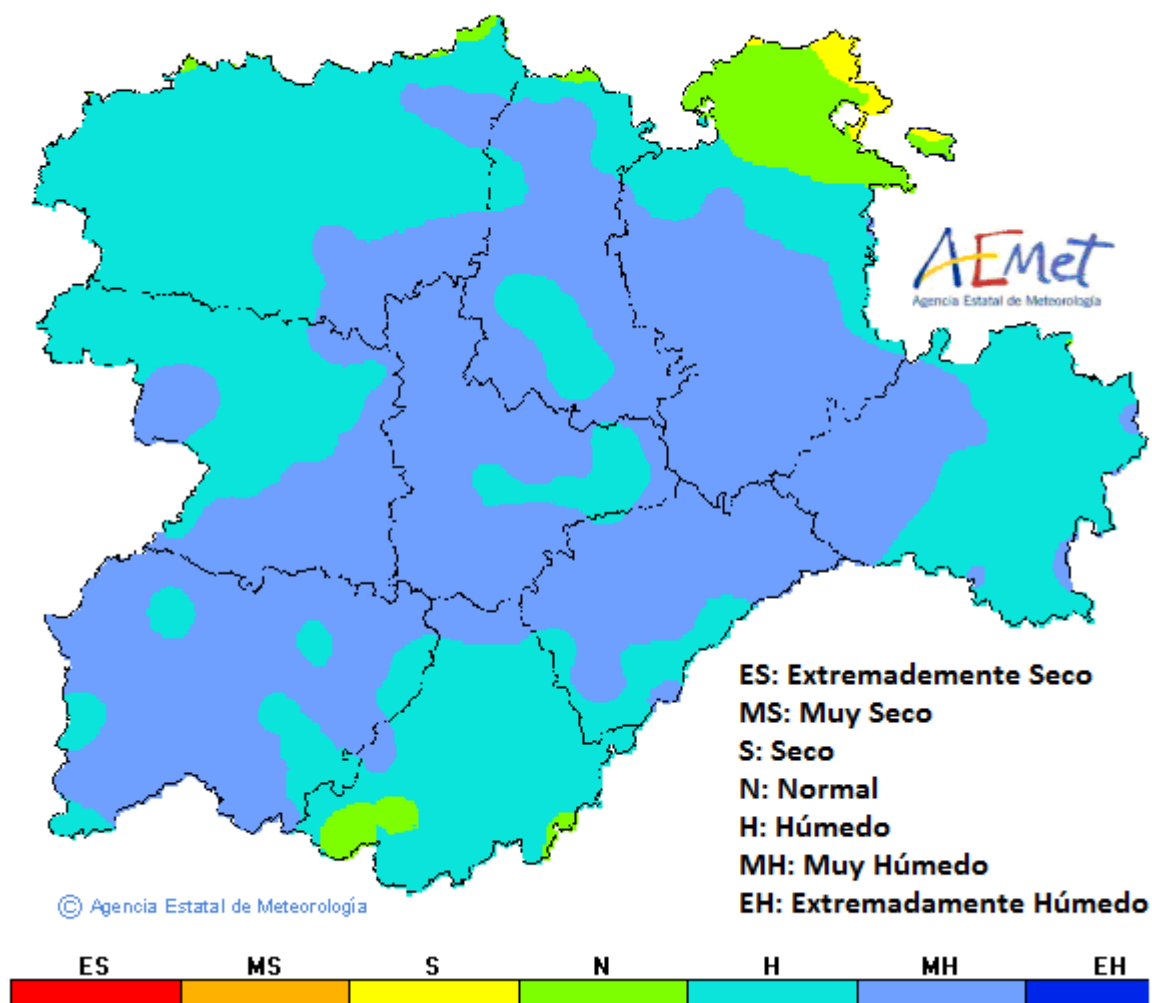 AEMet
Agencia Estatal de Meteorología
ES: Extremademente Seco
MS: Muy Seco
S: Seco
N: Normal
H: Húmedo
MH: Muy Húmedo
EH: Extremadamente Húmedo
© Agencia Estatal de Meteorología
ES MS S N H MH EH